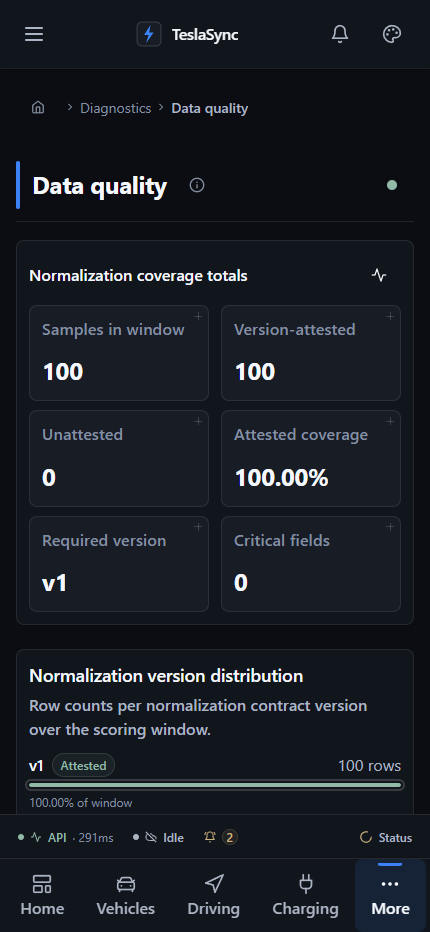 TeslaSync
Diagnostics Data quality
Data quality
Normalization coverage totals
Samples in window
100
Version-attested
100
Unattested
0
Attested coverage
100.00%
Required version
v1
Critical fields
0
Normalization version distribution
Row counts per normalization contract version
over the scoring window.
v1 Attested 100 rows
100.00% of window
API · 291ms Idle 2 Status
Home Vehicles Driving Charging More